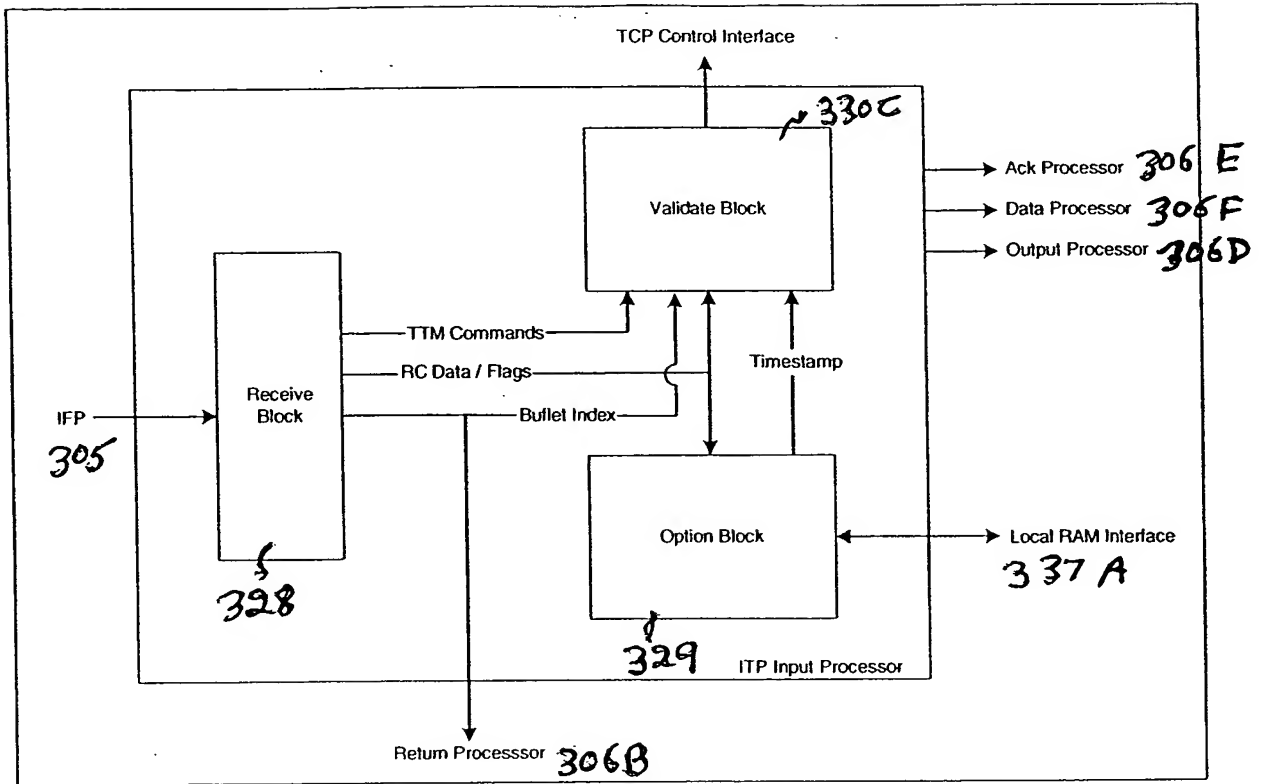 TCP Control Interface
330C
Validate Block
Ack Processor 306 E
Data Processor 306F
Output Processor 306D
TTM Commands
RC Data / Flags
Timestamp
Receive
Block
Buflet Index
IFP
305
Option Block
Local RAM Interface
337A
328
329
ITP Input Processor
Return Processsor 306B